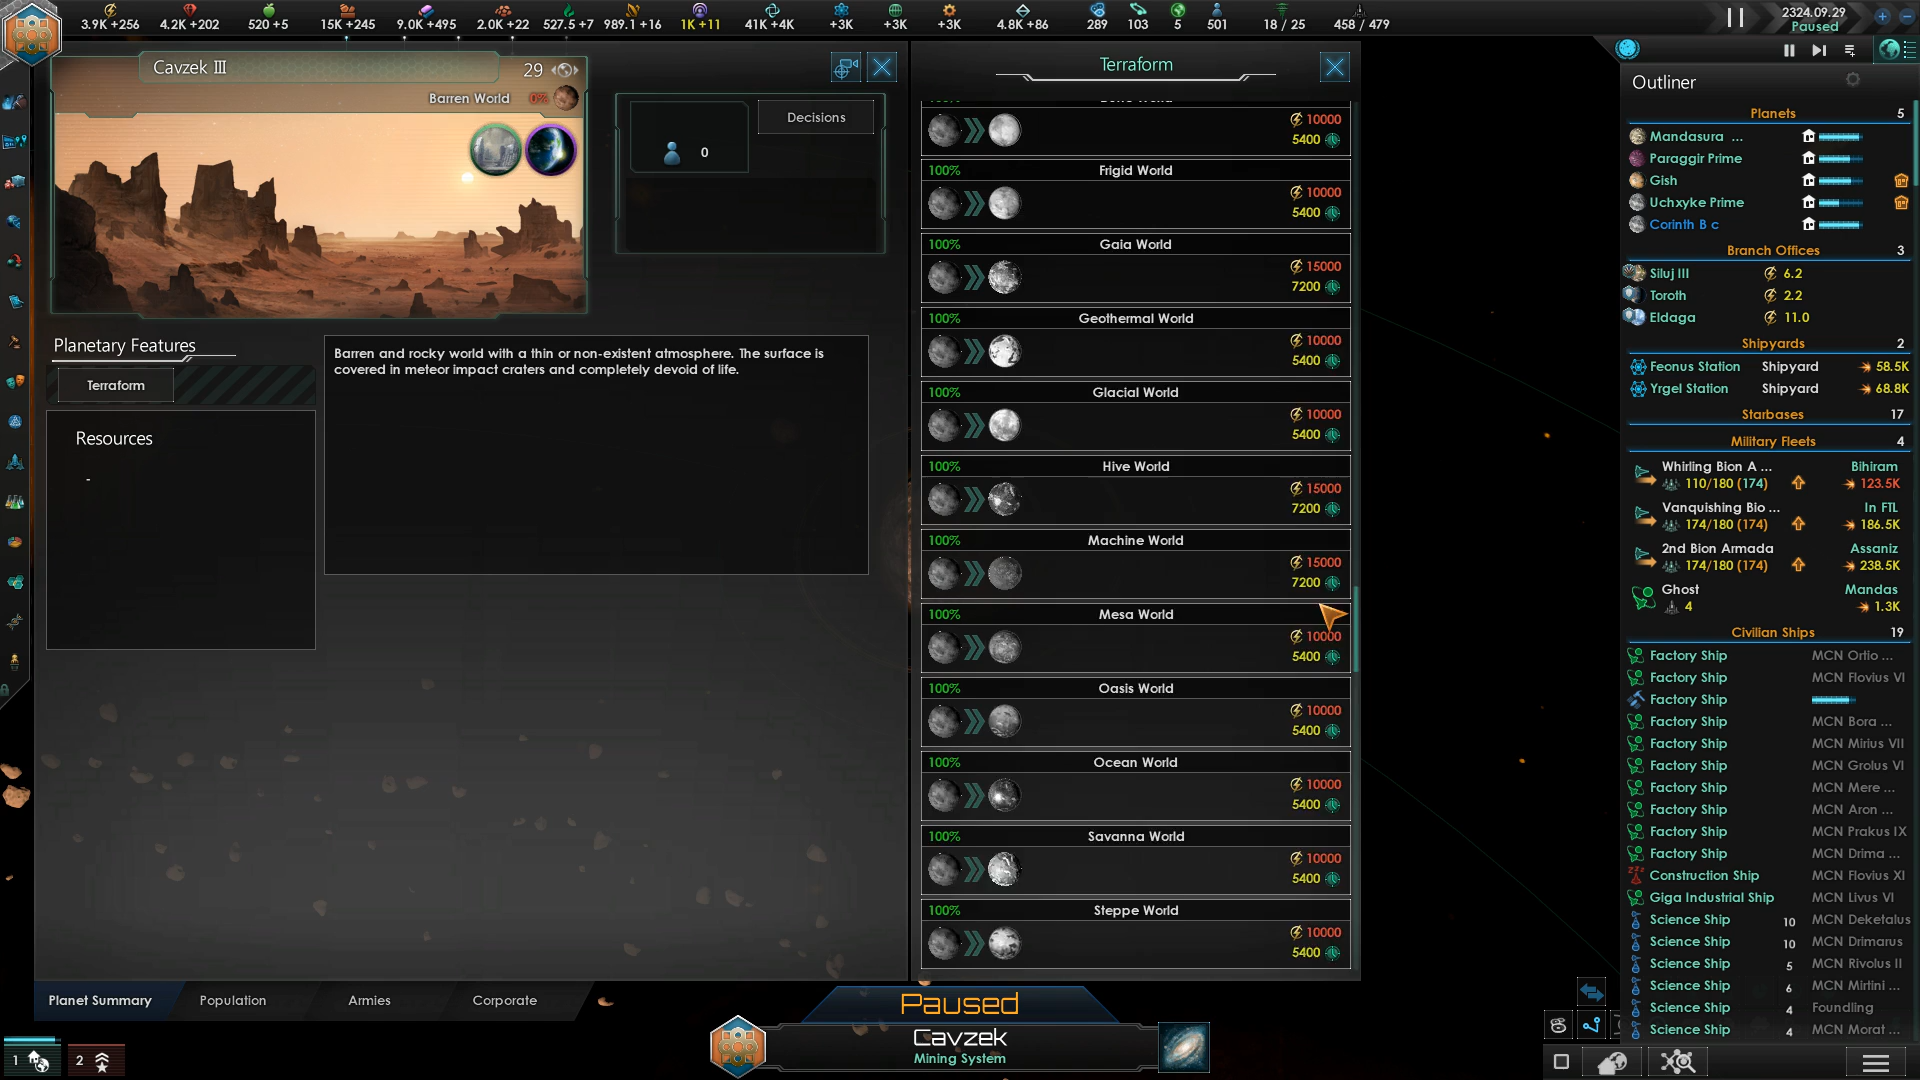 3.9K +256
4.2K +202
520 +5
15K +245
9.0K +495
2.0K +22
527.5 +7
989.1 +16
1K +11
41K +4K
+3K
+3K
+3K
4.8K +86
289
103
5
501
18 / 25
458 / 479
2324.09.29
Paused
Cavzek III
29
Barren World 0%
Decisions
0
Planetary Features
Terraform
Resources
-
Barren and rocky world with a thin or non-existent atmosphere. The surface is
covered in meteor impact craters and completely devoid of life.
Planet Summary
Population
Armies
Corporate
Terraform
10000
5400
100% Frigid World
10000
5400
100% Gaia World
15000
7200
100% Geothermal World
10000
5400
100% Glacial World
10000
5400
100% Hive World
15000
7200
100% Machine World
15000
7200
100% Mesa World
10000
5400
100% Oasis World
10000
5400
100% Ocean World
10000
5400
100% Savanna World
10000
5400
100% Steppe World
10000
5400
Paused
Cavzek
Mining System
1
2
Outliner
Planets 5
Mandasura ...
Paraggir Prime
Gish
Uchxyke Prime
Corinth B c
Branch Offices 3
Siluj III 6.2
Toroth 2.2
Eldaga 11.0
Shipyards 2
Feonus Station Shipyard 58.5K
Yrgel Station Shipyard 68.8K
Starbases 17
Military Fleets 4
Whirling Bion A ... Bihiram
110/180 (174) 123.5K
Vanquishing Bio ... In FTL
174/180 (174) 186.5K
2nd Bion Armada Assaniz
174/180 (174) 238.5K
Ghost Mandas
4 1.3K
Civilian Ships 19
Factory Ship MCN Ortio ...
Factory Ship MCN Flovius VI
Factory Ship
Factory Ship MCN Bora ...
Factory Ship MCN Mirius VII
Factory Ship MCN Grolus VI
Factory Ship MCN Mere ...
Factory Ship MCN Aron ...
Factory Ship MCN Prakus IX
Factory Ship MCN Drima ...
Construction Ship MCN Flovius XI
Giga Industrial Ship MCN Livus VI
Science Ship 10 MCN Deketalus
Science Ship 10 MCN Drimarus
Science Ship 5 MCN Rivolus II
Science Ship 6 MCN Mirtini ...
Science Ship 4 Foundling
Science Ship 4 MCN Morat ...